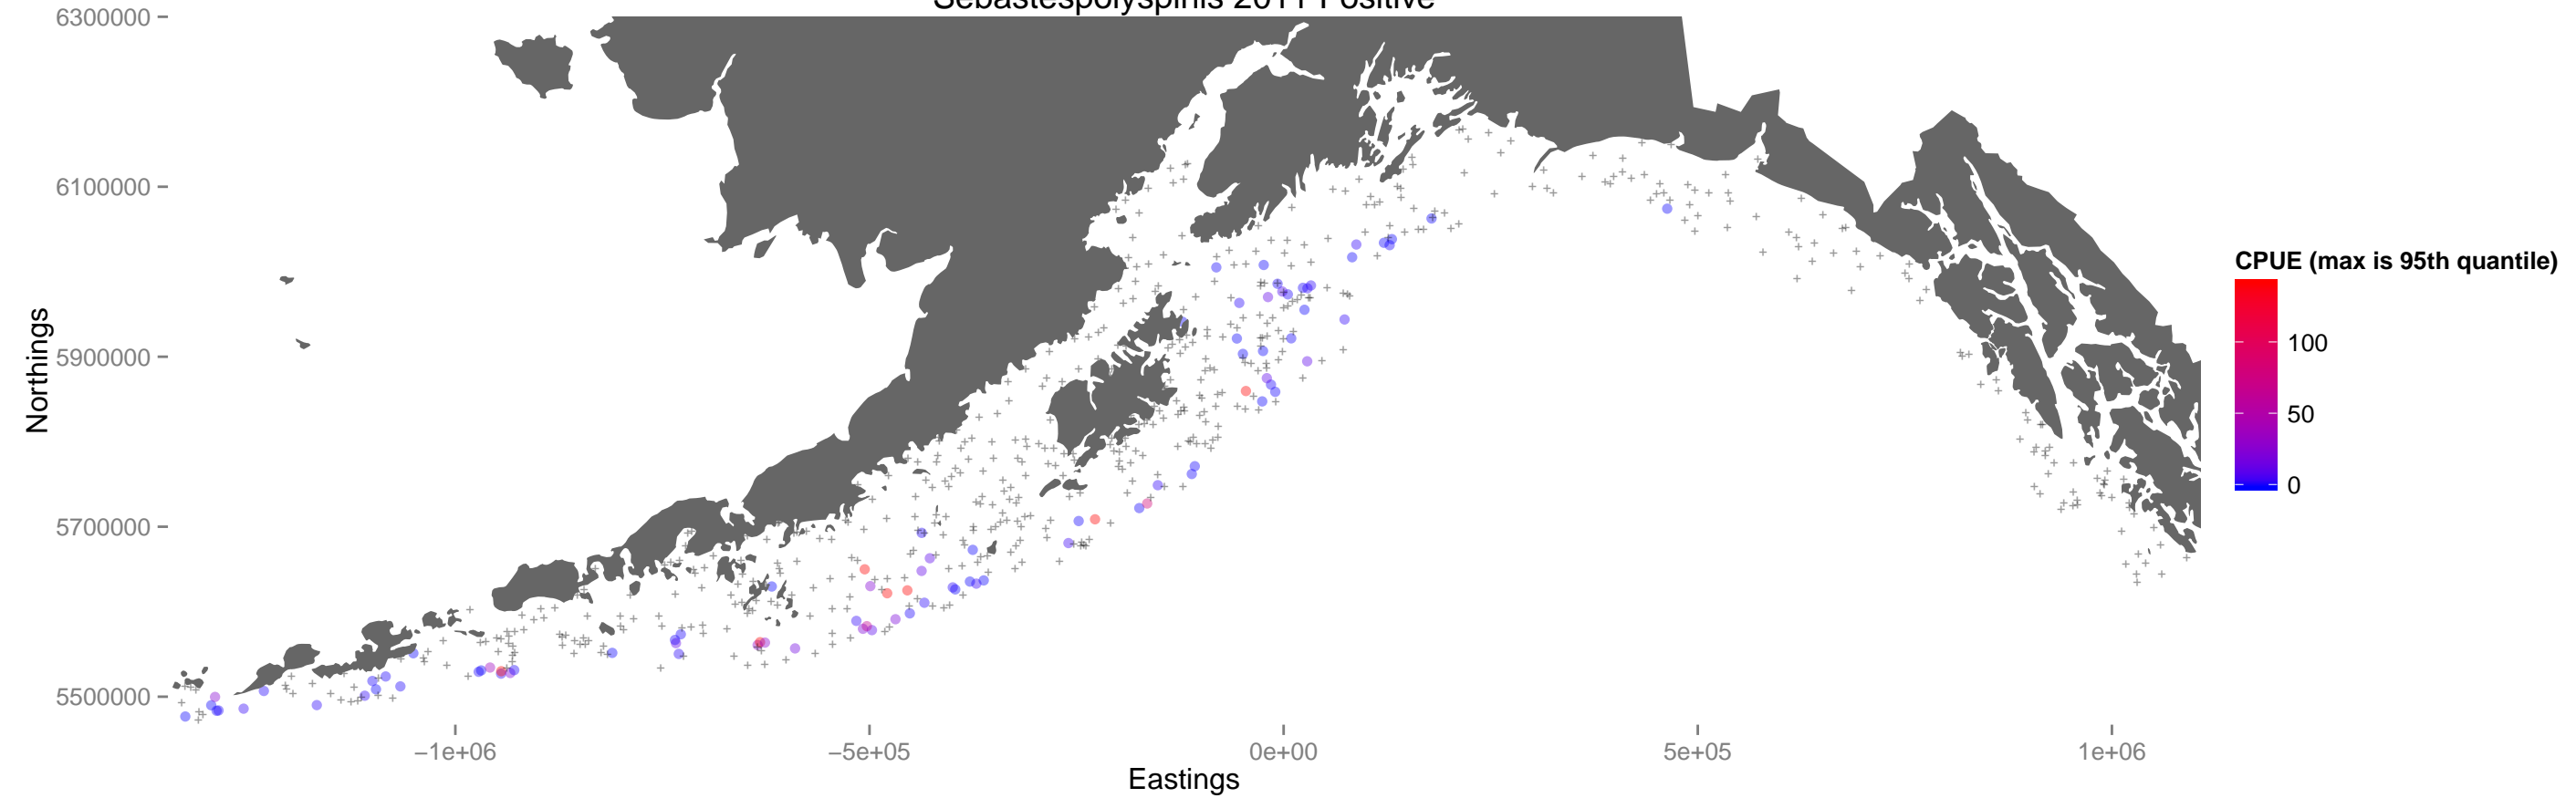 Sebastespolyspinis 2011 Positive
6300000
6100000
5900000
5700000
5500000
Northings
−1e+06
−5e+05
0e+00
5e+05
1e+06
Eastings
CPUE (max is 95th quantile)
100
50
0